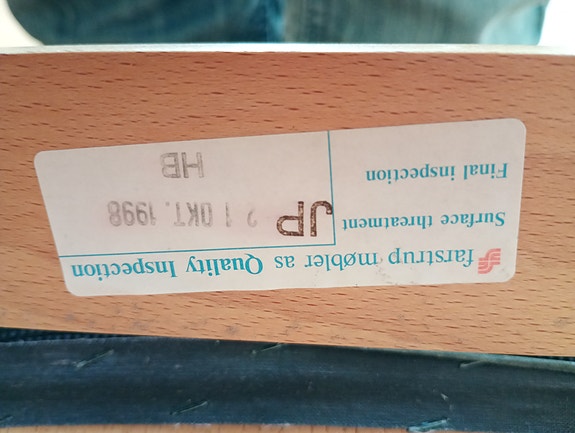 farstrup møbler as Quality Inspection
Surface threatment JP 21 OKT. 1998
Final inspection HB